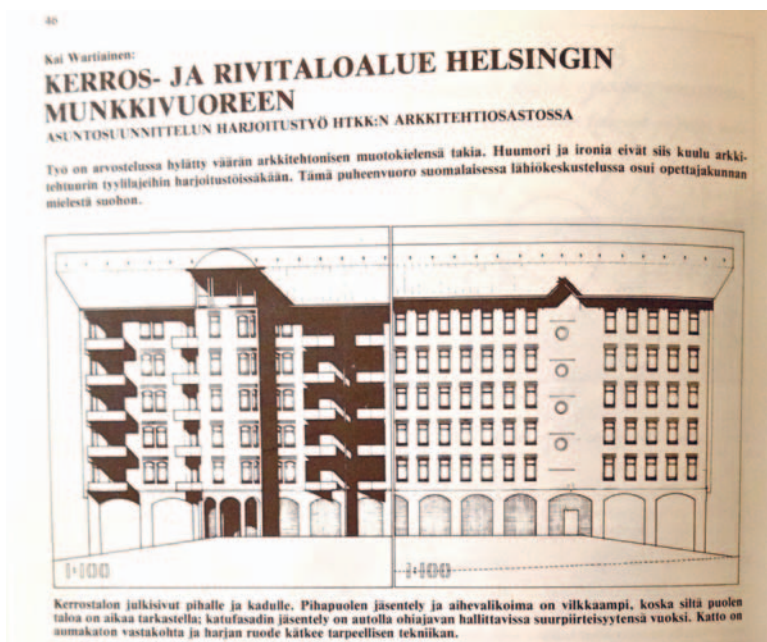 46
Kai Wartiainen:
KERROS- JA RIVITALOALUE HELSINGIN
MUNKKIVUOREEN
ASUNTOSUUNNITTELUN HARJOITUSTYÖ HTKK:N ARKKITEHTIOSASTOSSA
Työ on arvostelussa hylätty väärän arkkitehtonisen muotokielensä takia. Huumori ja ironia eivät siis kuulu arkki-
tehtuurin tyylilajeihin harjoitustöissäkään. Tämä puheenvuoro suomalaisessa lähiökeskustelussa osui opettajakunnan
mielestä suohon.
1:100
1:100
Kerrostalon julkisivut pihalle ja kadulle. Pihapuolen jäsentely ja aihevalikoima on vilkkaampi, koska siltä puolen
taloa on aikaa tarkastella; katufasadin jäsentely on autolla ohiajavan hallittavissa suurpiirteisyytensä vuoksi. Katto on
aumakaton vastakohta ja harjan ruode kätkee tarpeellisen tekniikan.